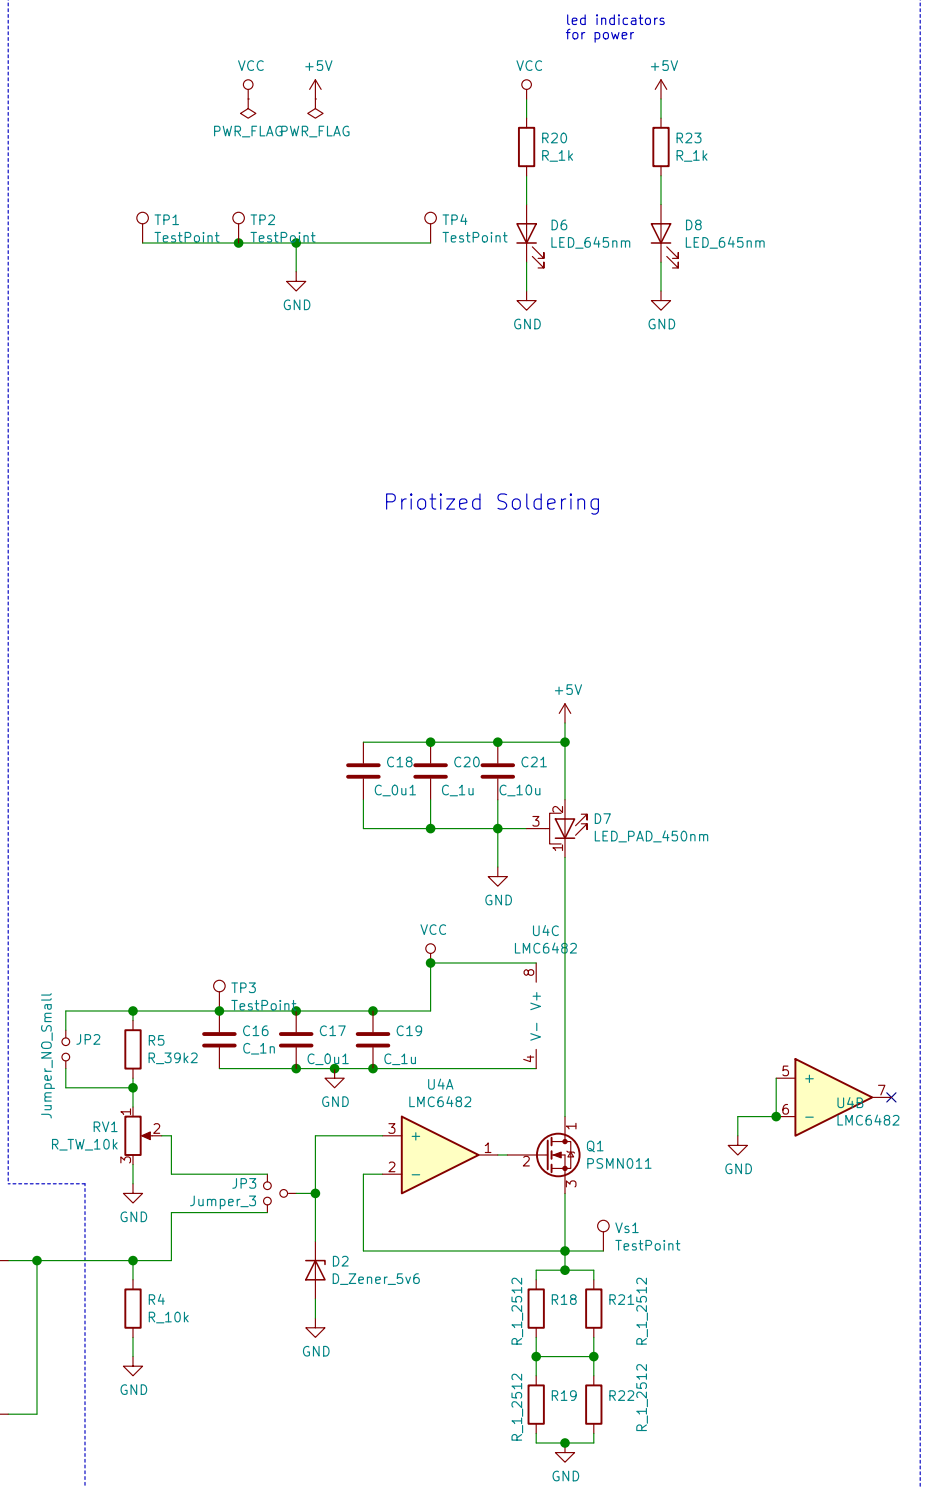 led indicators
for power
VCC
+5V
VCC
+5V
PWR_FLAG
PWR_FLAG
R20
R_1k
R23
R_1k
TP1
TestPoint
TP2
TestPoint
TP4
TestPoint
D6
LED_645nm
D8
LED_645nm
GND
GND
GND
Priotized Soldering
+5V
C18
C_0u1
C20
C_1u
C21
C_10u
2
3
1
D7
LED_PAD_450nm
GND
VCC
U4C
LMC6482
8
V+
V-
4
TP3
TestPoint
Jumper_NO_Small
JP2
R5
R_39k2
C16
C_1n
C17
C_0u1
C19
C_1u
GND
U4A
LMC6482
5
+
6
−
7
U4B
LMC6482
GND
RV1
R_TW_10k
1
2
3
GND
3
+
2
−
1
2
1
3
Q1
PSMN011
JP3
Jumper_3
Vs1
TestPoint
D2
D_Zener_5v6
GND
R4
R_10k
GND
R_1_2512
R18
R21
R_1_2512
R_1_2512
R19
R22
R_1_2512
GND